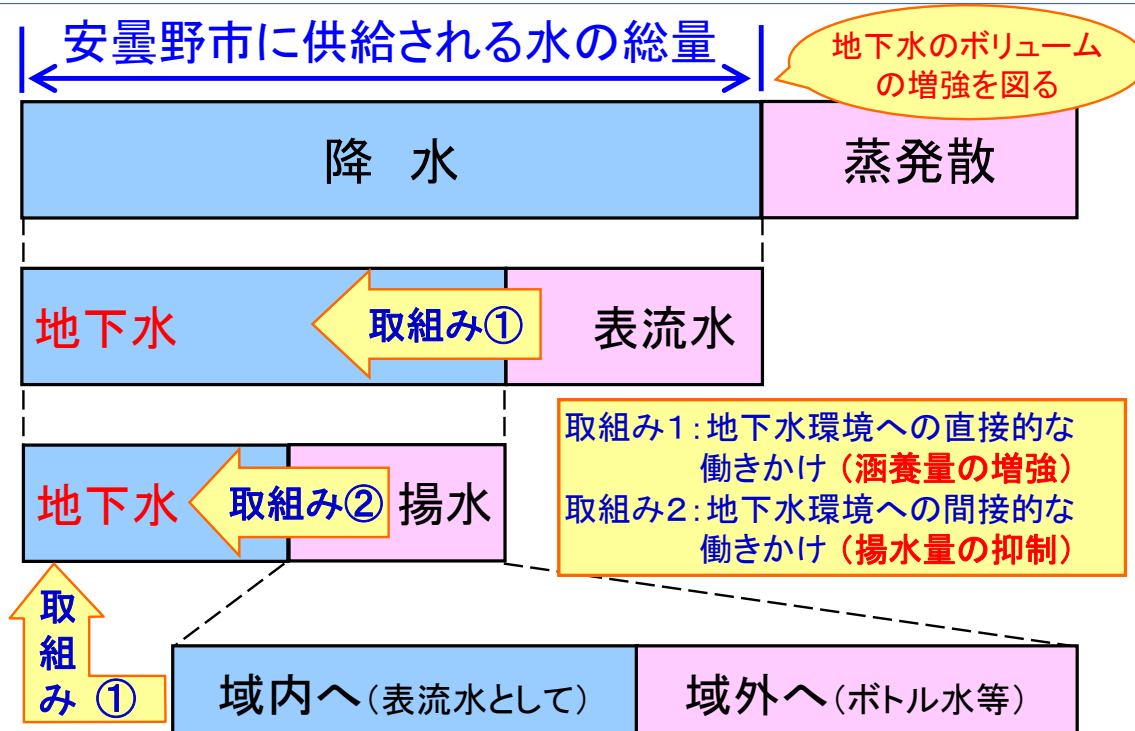 安曇野市に供給される水の総量
地下水のボリューム
の増強を図る
降 水
蒸発散
地下水
取組み①
表流水
地下水
取組み②
揚水
取組み1:地下水環境への直接的な
働きかけ(涵養量の増強)
取組み2:地下水環境への間接的な
働きかけ(揚水量の抑制)
取組み ①
域内へ(表流水として)
域外へ(ボトル水等)